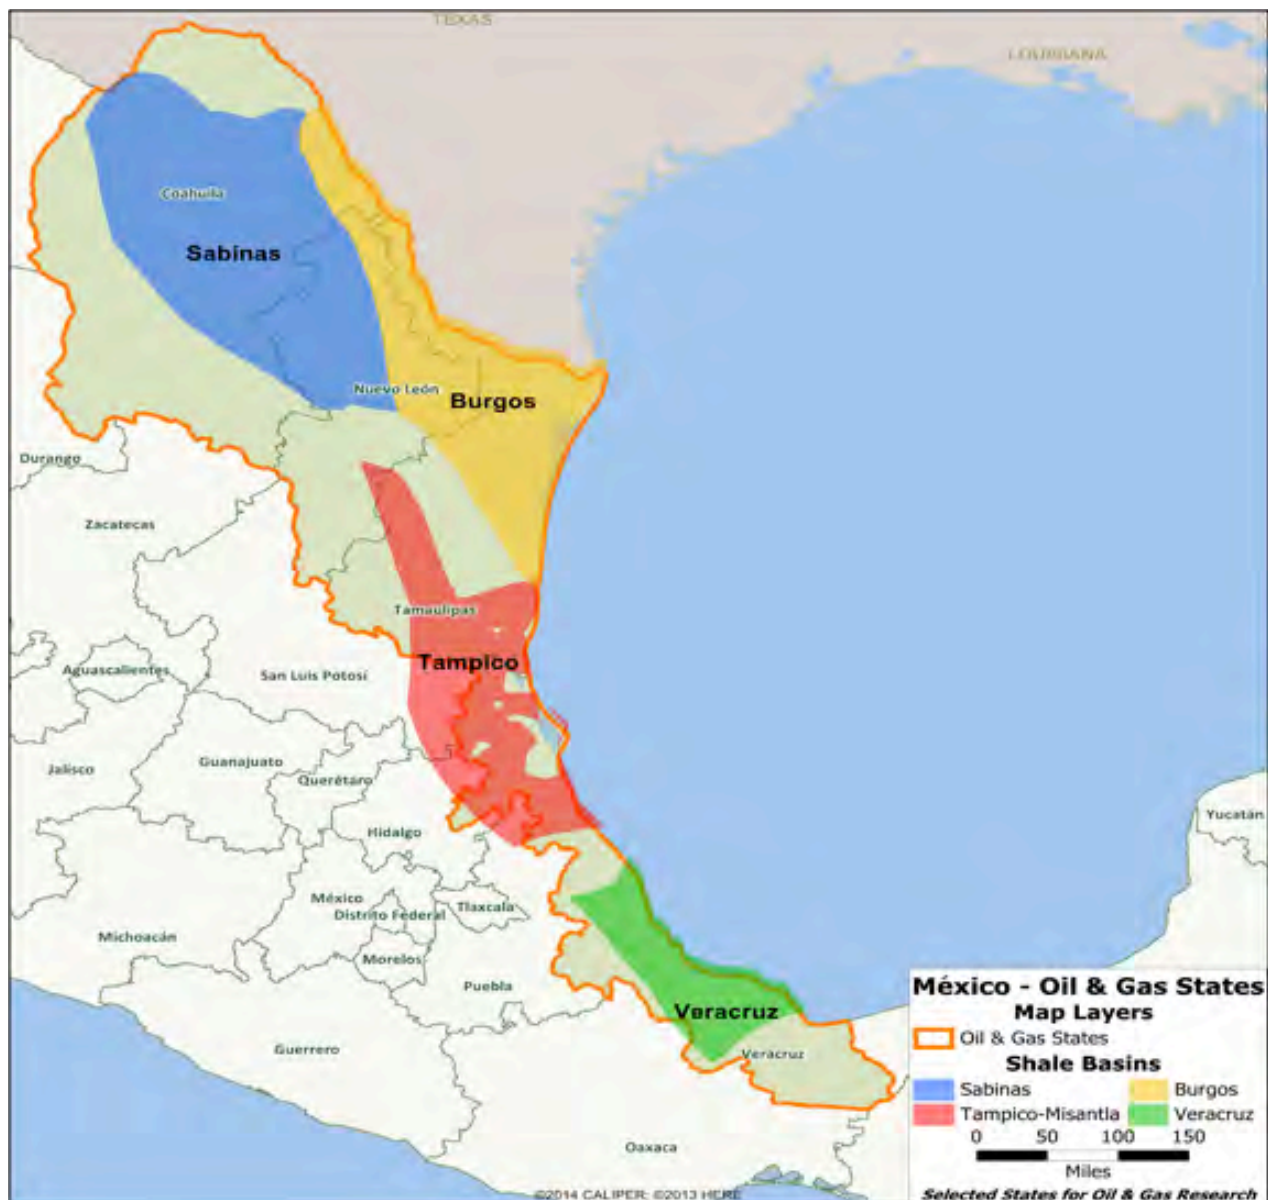 TEXAS
LOUISIANA
Coahuila
Sabinas
Nuevo León
Burgos
Durango
Zacatecas
Tamaulipas
Tampico
Aguascalientes
San Luis Potosí
Jalisco
Guanajuato
Querétaro
Hidalgo
Yucatán
México
Distrito Federal
Tlaxcala
Michoacán
Morelos
Puebla
Veracruz
Guerrero
Veracruz
Oaxaca
México - Oil & Gas States
Map Layers
Oil & Gas States
Shale Basins
Sabinas Burgos
Tampico-Misantla Veracruz
0 50 100 150
Miles
©2014 CALIPER; ©2013 HERE
Selected States for Oil & Gas Research